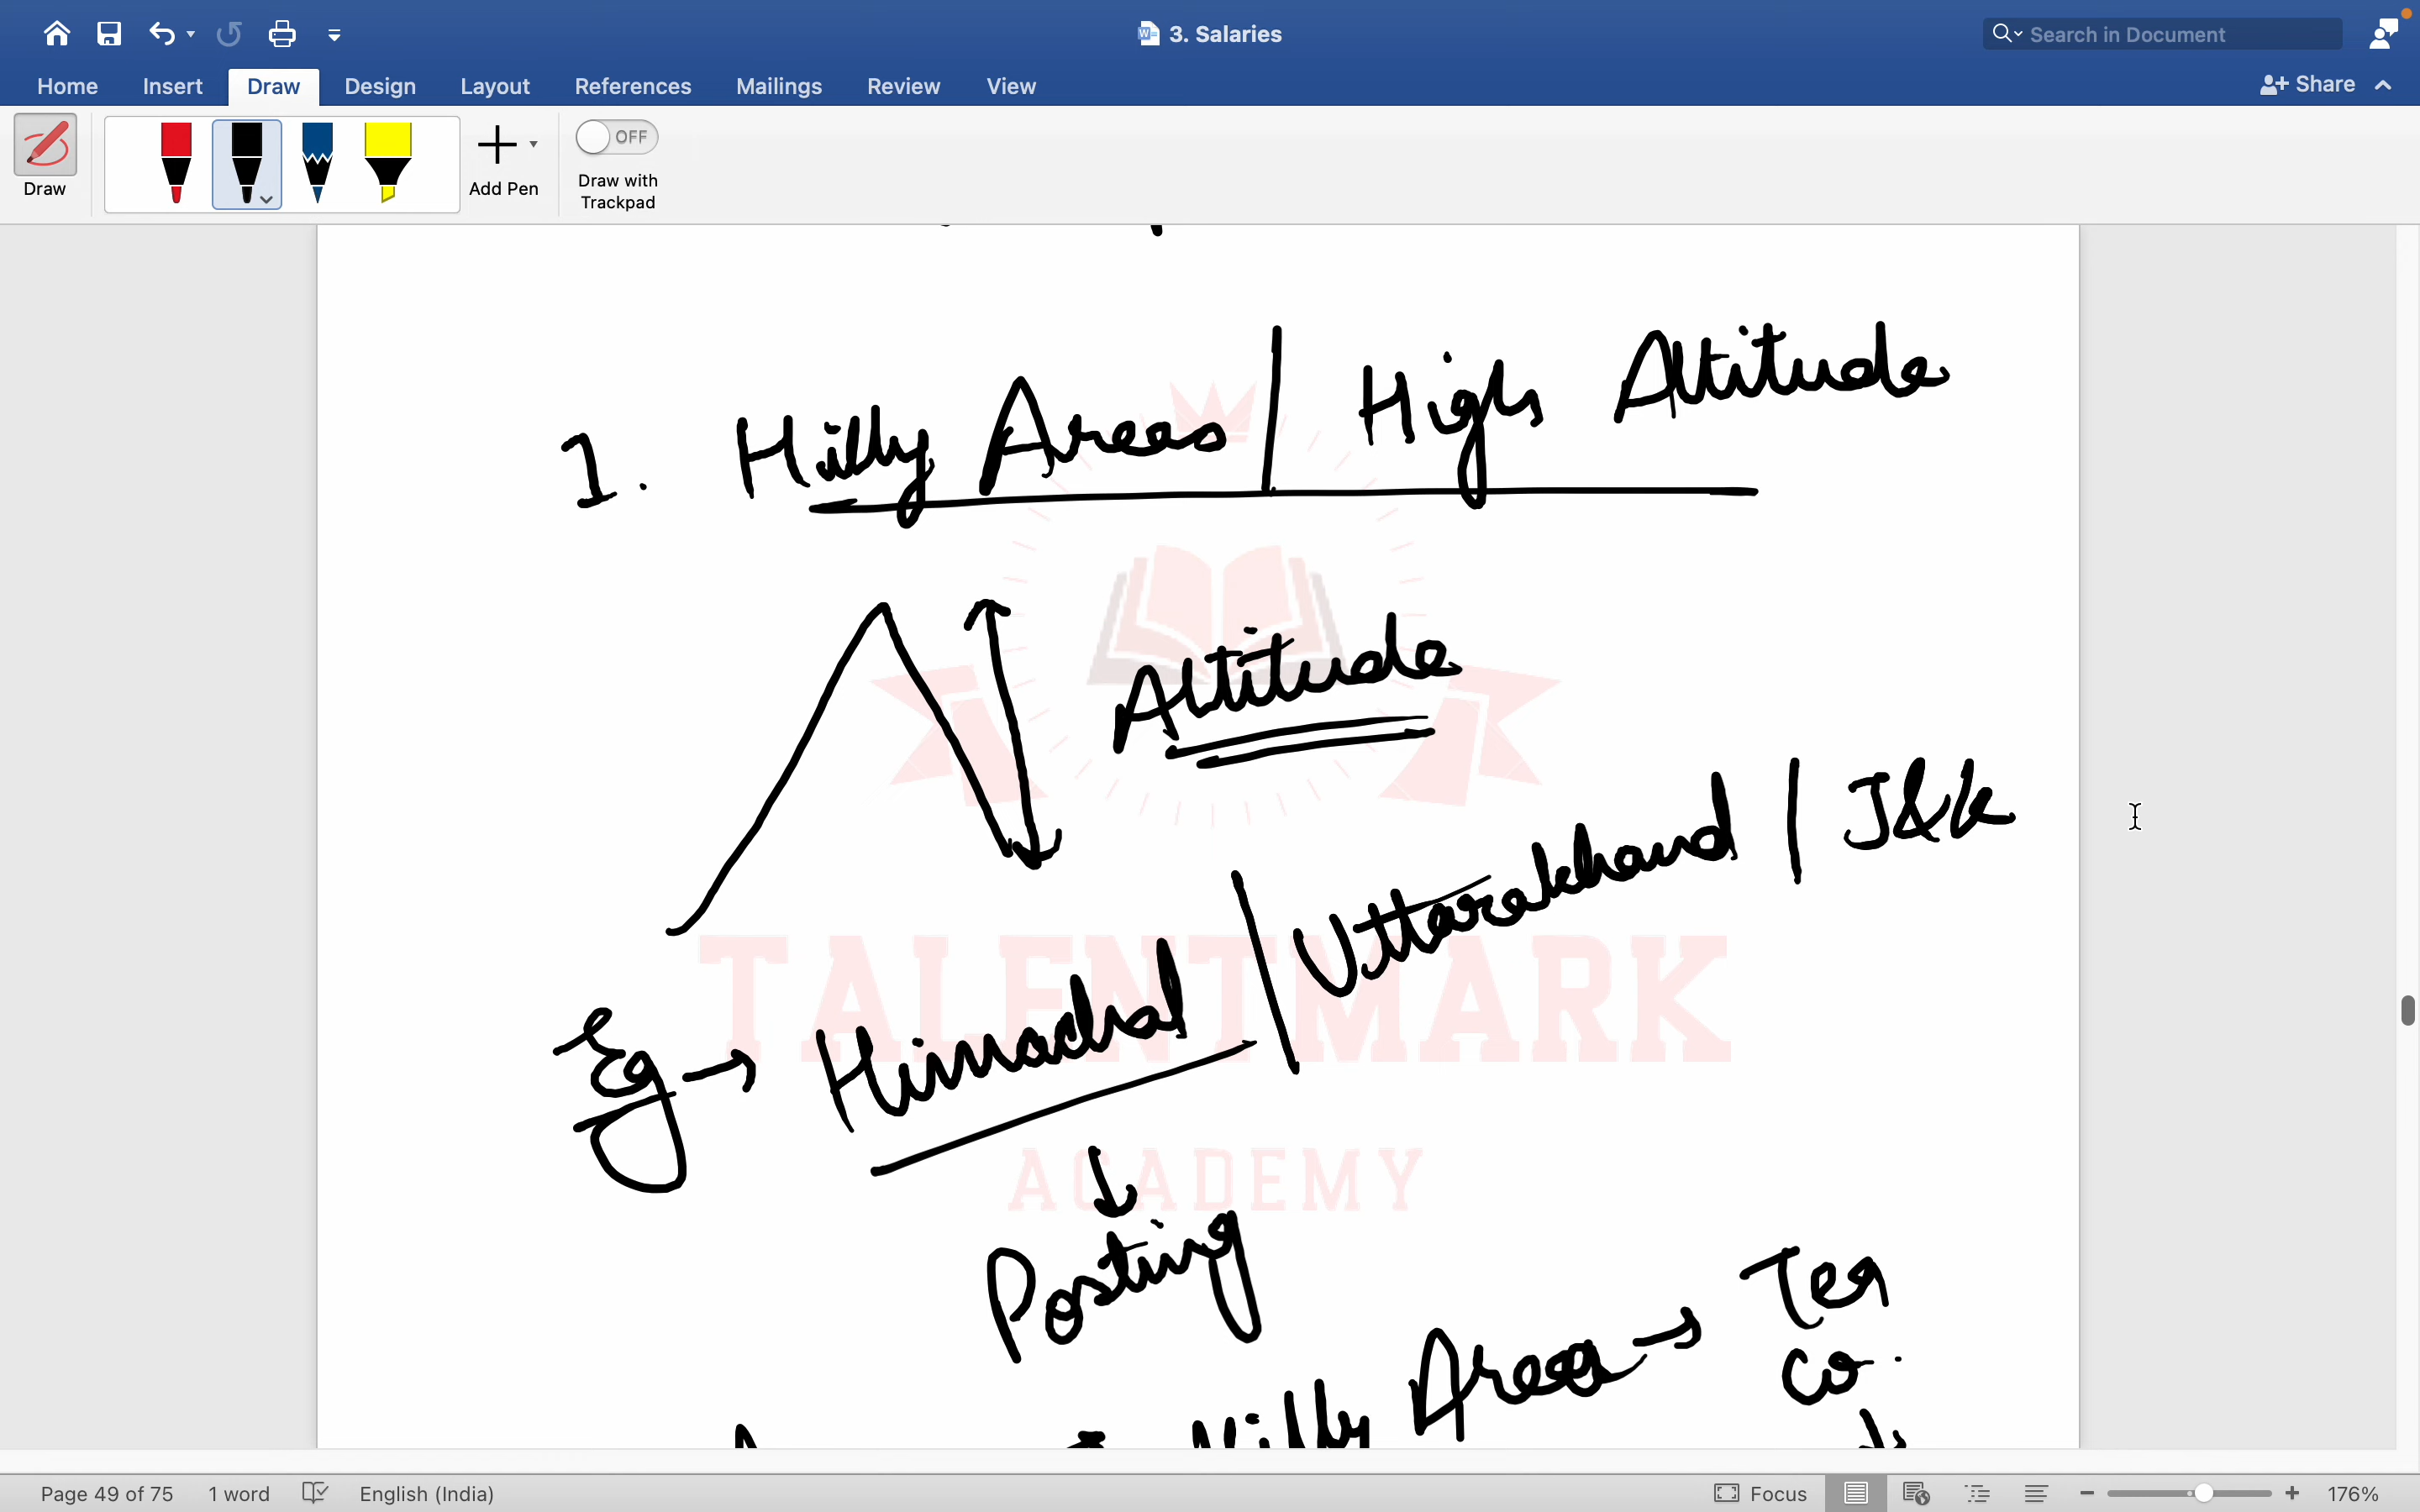 3. Salaries
Search in Document
Home Insert Draw Design Layout References Mailings Review View
Share
Draw
Add Pen
OFF
Draw with
Trackpad
1. Hilly Areas | High Altitude
Altitude
Eg → Himachal | Uttarakhand | J&K
Posting
Hilly Areas → Tea
Co.
TALENTMARK
ACADEMY
Page 49 of 75 1 word English (India) Focus 176%